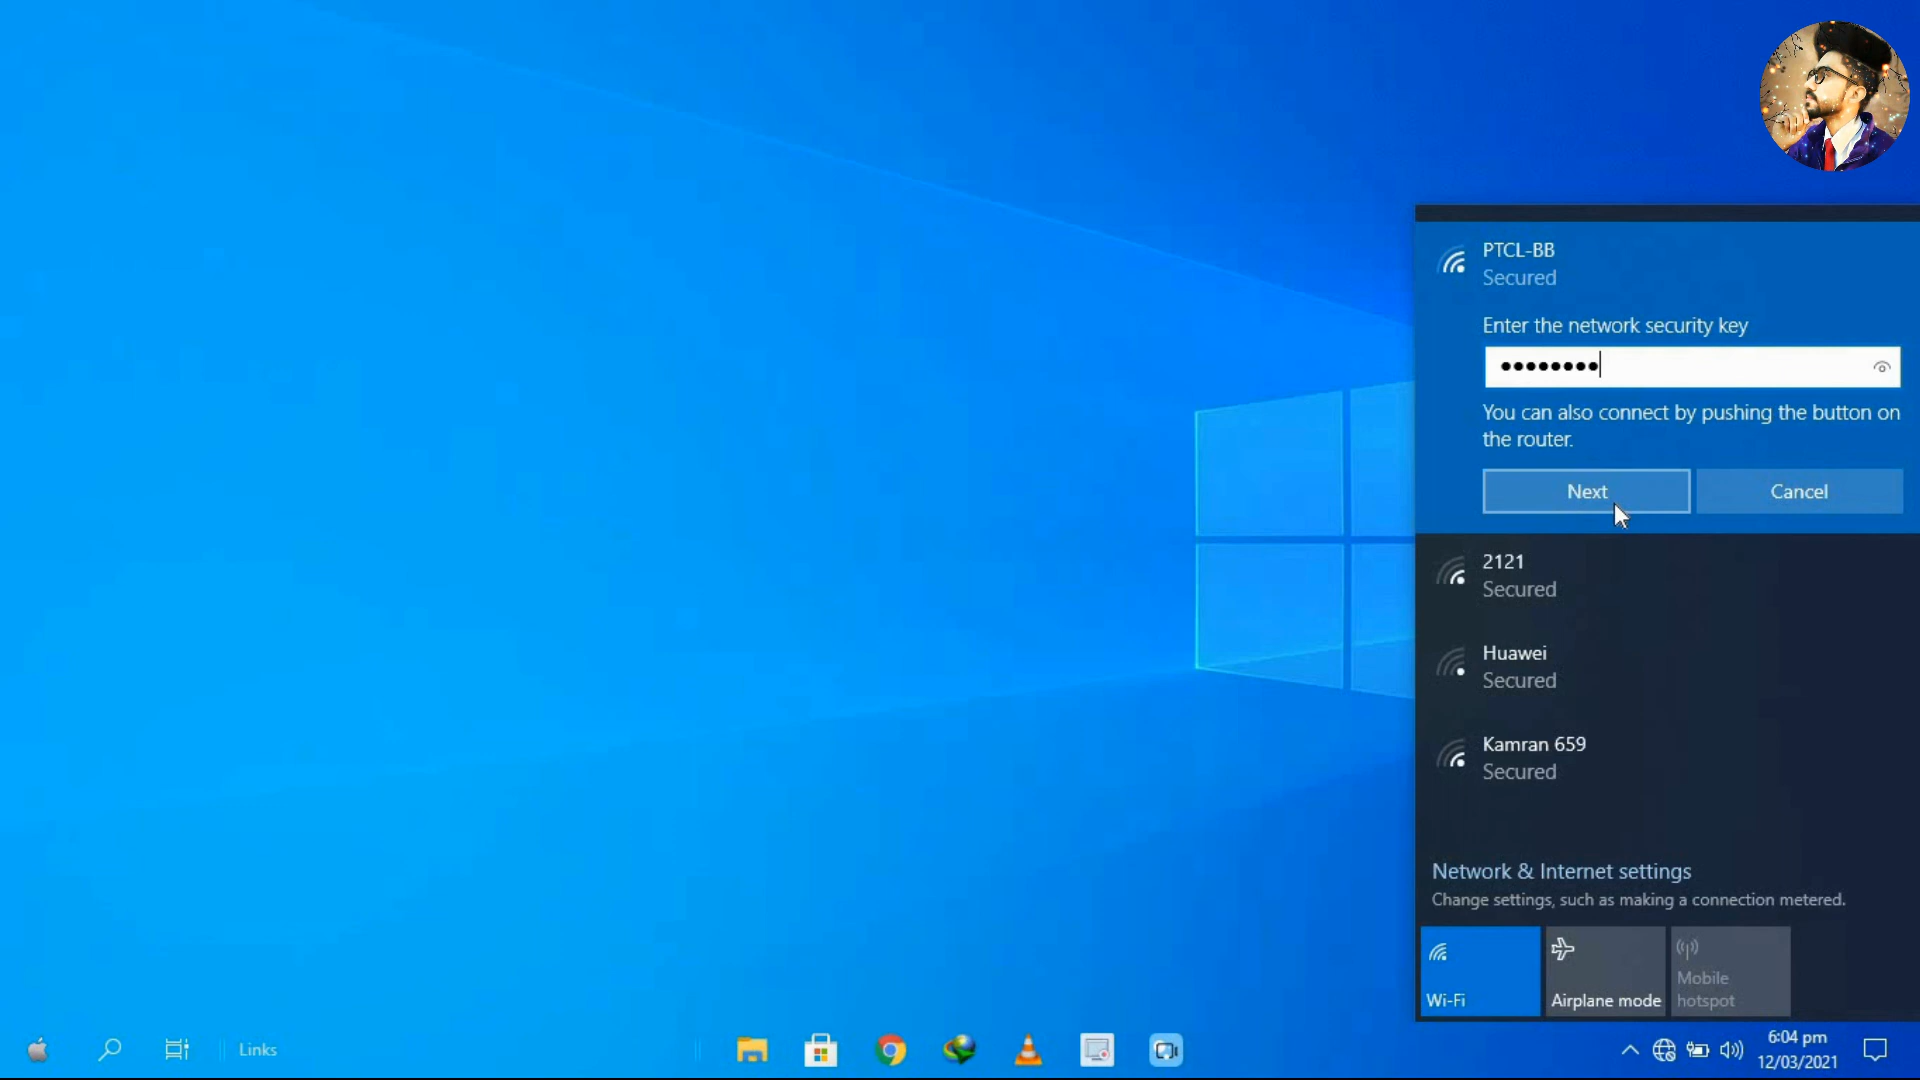 PTCL-BB
Secured
Enter the network security key
●●●●●●●●
You can also connect by pushing the button on
the router.
Next
Cancel
2121
Secured
Huawei
Secured
Kamran 659
Secured
Network & Internet settings
Change settings, such as making a connection metered.
Wi-Fi
Airplane mode
Mobile
hotspot
Links
6:04 pm
12/03/2021